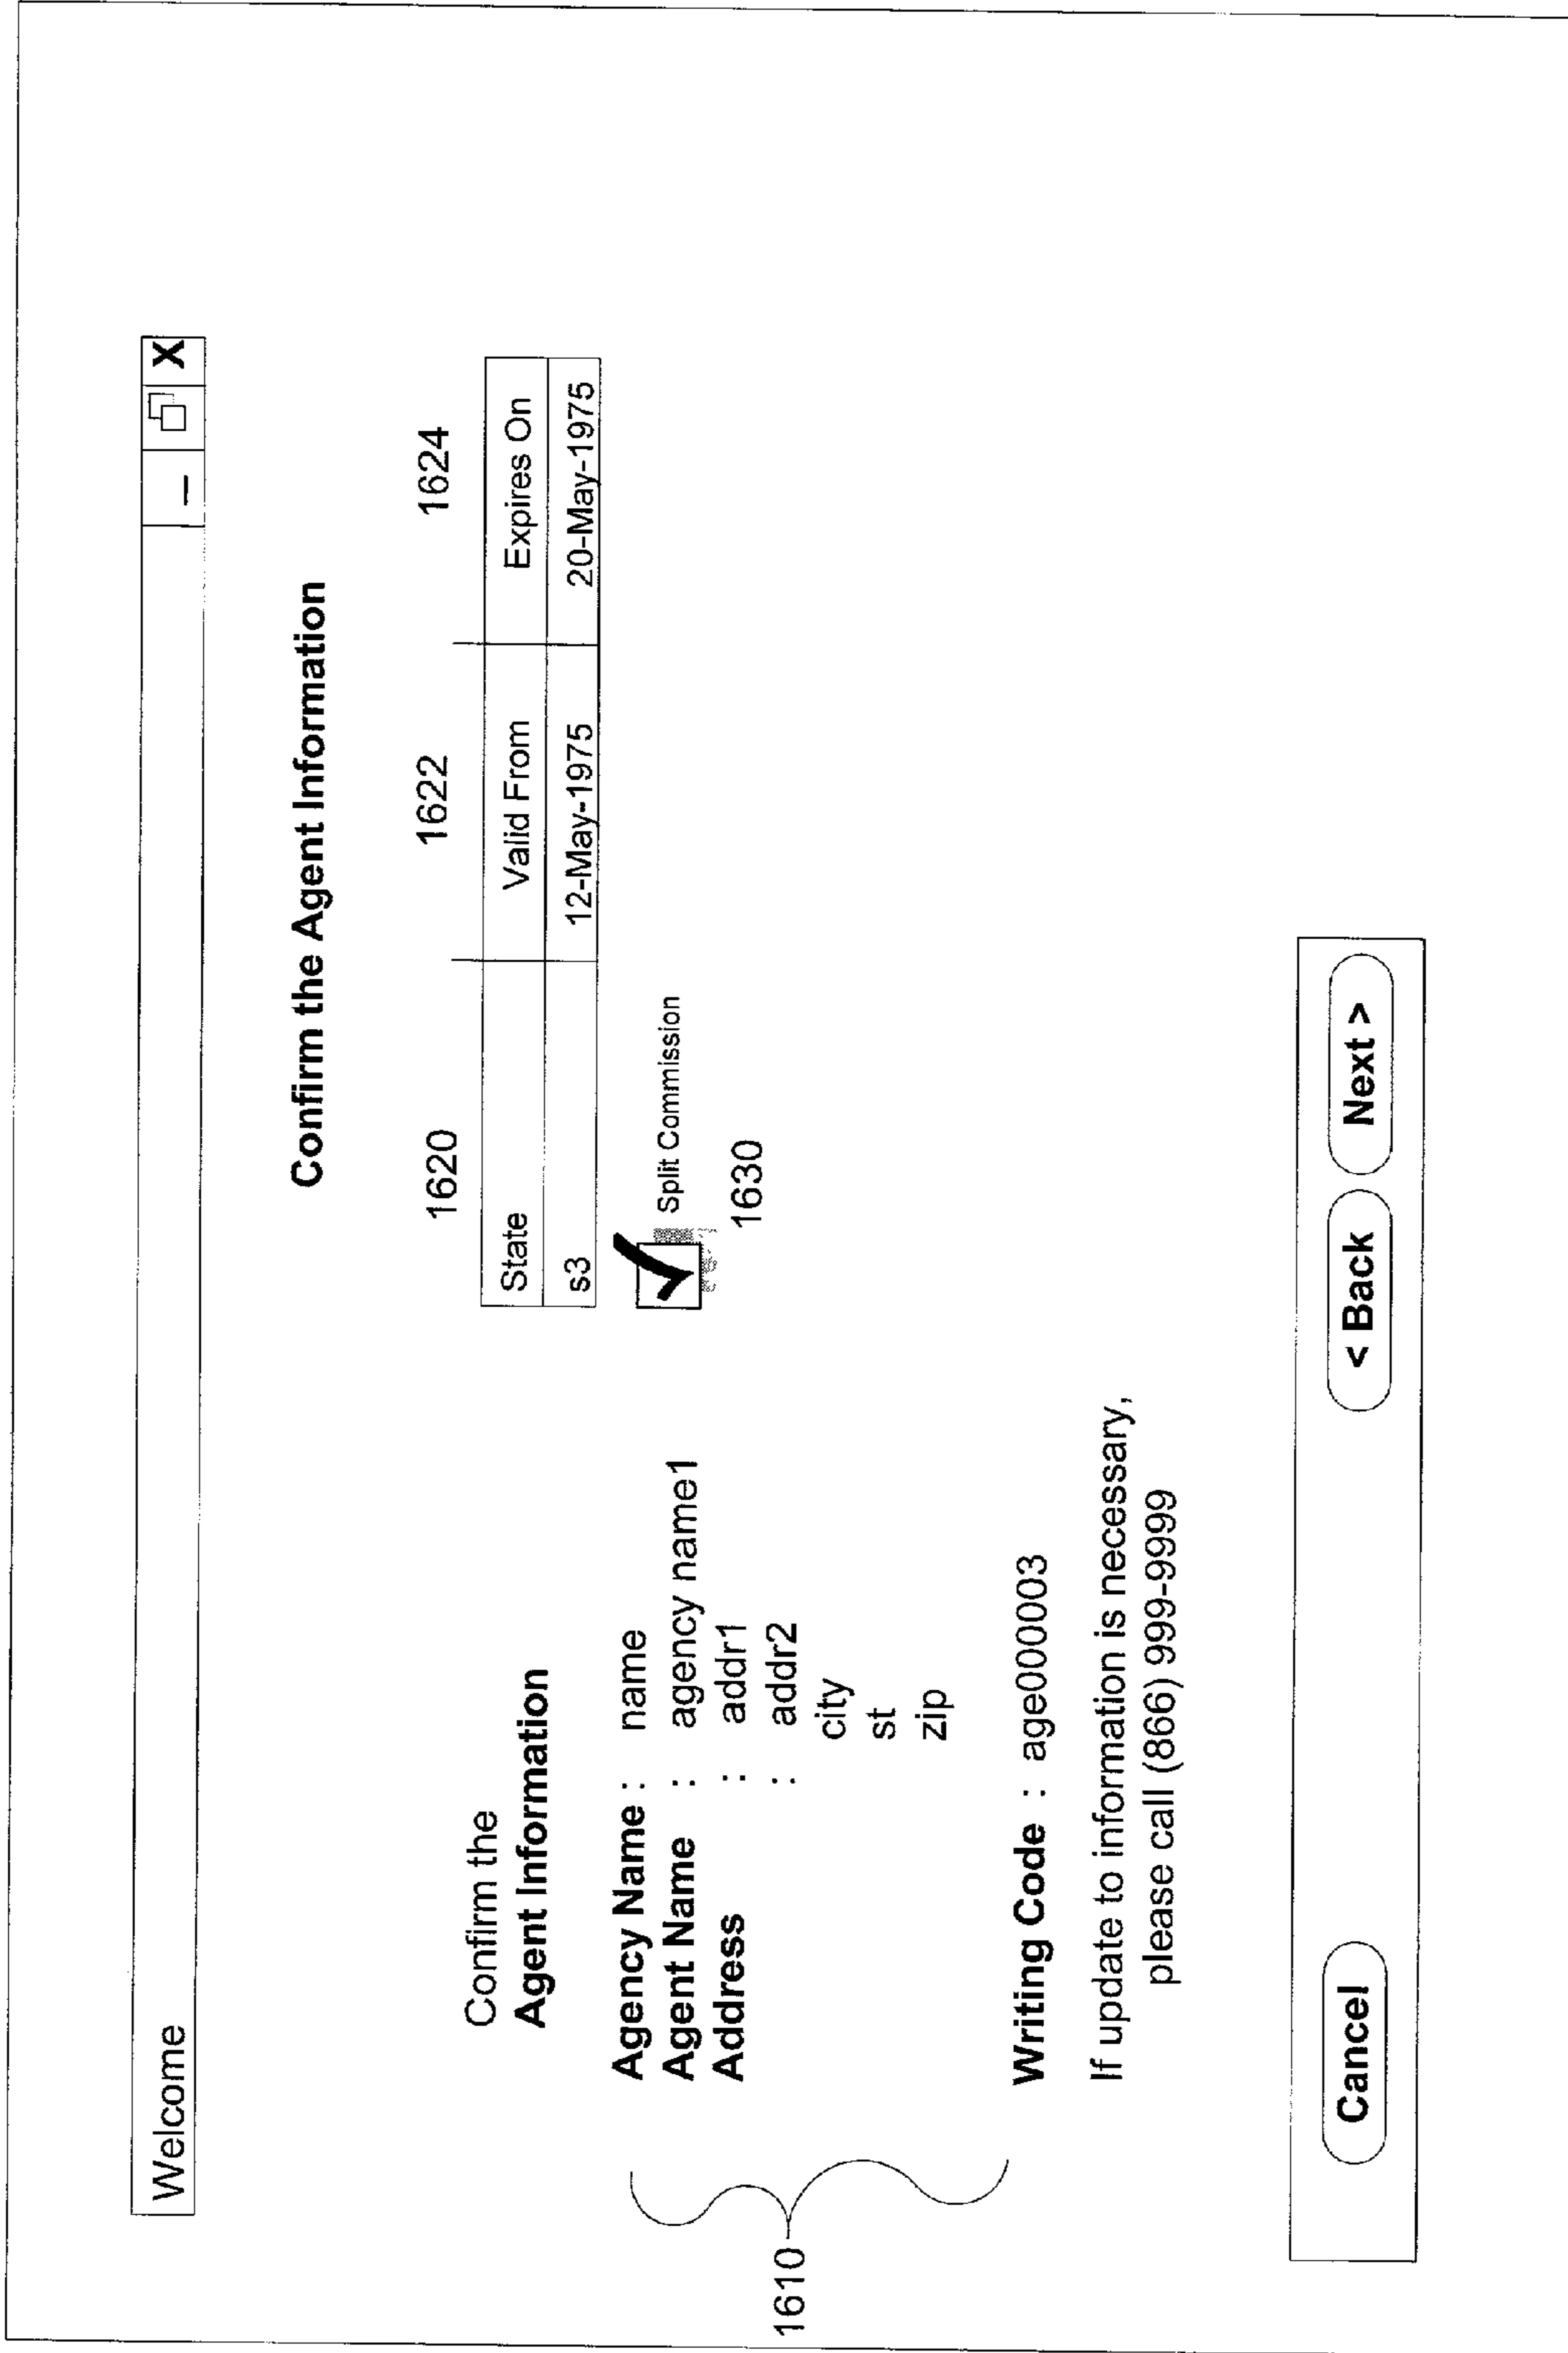 Welcome – X
Confirm the Agent Information
Confirm the
Agent Information
Agency Name : name
Agent Name : agency name1
Address : addr1
: addr2
city
st
zip
Writing Code : age000003
If update to information is necessary,
please call (866) 999-9999
1610
1620 1622 1624
State Valid From Expires On
s3 12-May-1975 20-May-1975
Split Commission
1630
Cancel < Back Next >